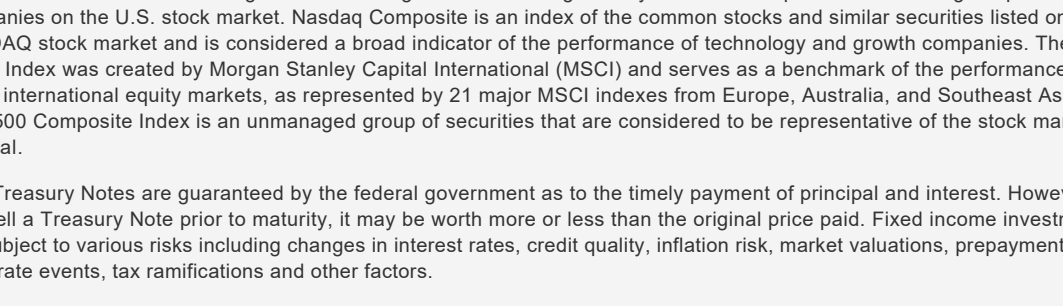 anies on the U.S. stock market. Nasdaq Composite is an index of the common stocks and similar securities listed on
DAQ stock market and is considered a broad indicator of the performance of technology and growth companies. The
Index was created by Morgan Stanley Capital International (MSCI) and serves as a benchmark of the performance
international equity markets, as represented by 21 major MSCI indexes from Europe, Australia, and Southeast As
500 Composite Index is an unmanaged group of securities that are considered to be representative of the stock ma
al.
Treasury Notes are guaranteed by the federal government as to the timely payment of principal and interest. Howev
ell a Treasury Note prior to maturity, it may be worth more or less than the original price paid. Fixed income investm
ubject to various risks including changes in interest rates, credit quality, inflation risk, market valuations, prepayment
rate events, tax ramifications and other factors.